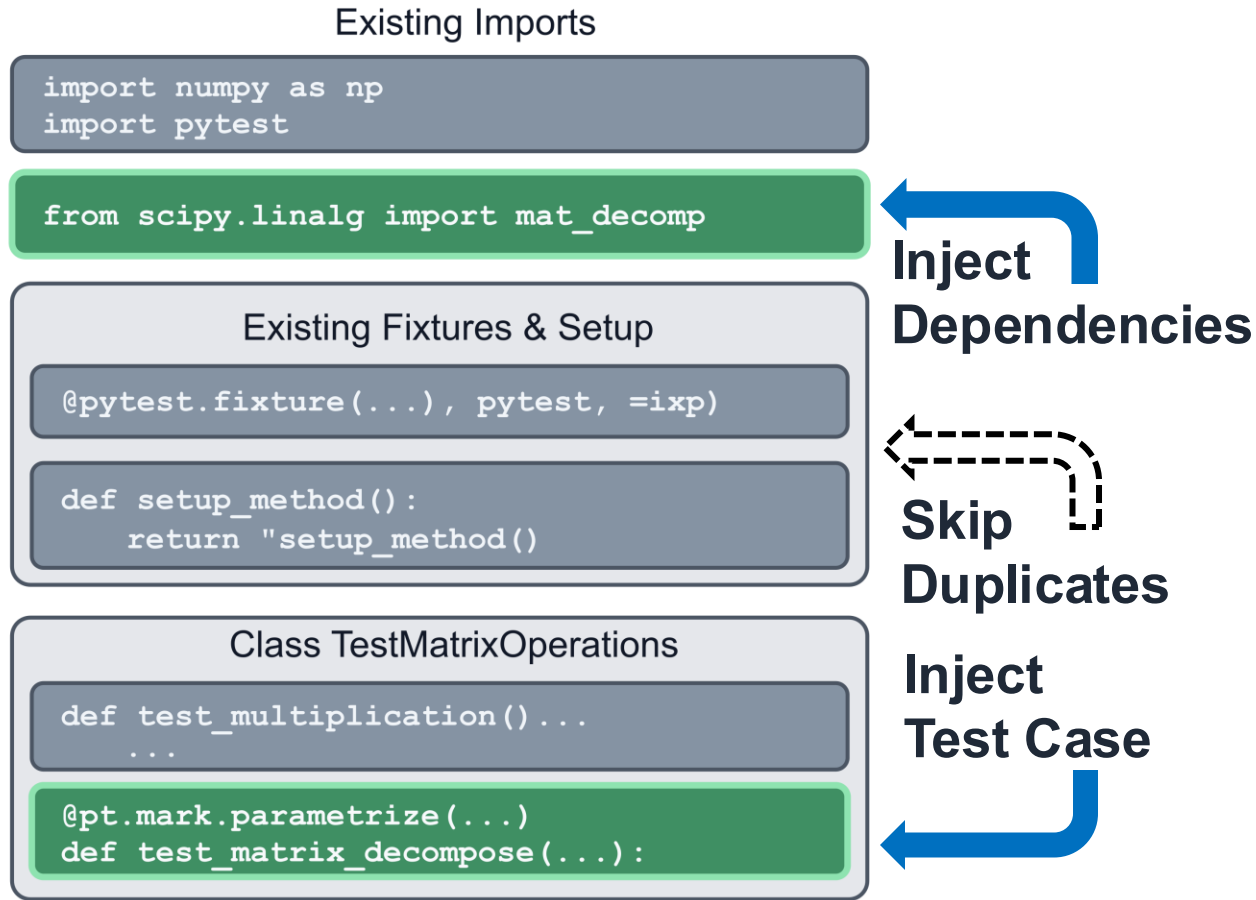 Existing Imports
import numpy as np
import pytest
from scipy.linalg import mat_decomp
Inject
Dependencies
Existing Fixtures & Setup
@pytest.fixture(...), pytest, =ixp)
def setup_method():
return "setup_method()
Skip
Duplicates
Class TestMatrixOperations
def test_multiplication()...
...
@pt.mark.parametrize(...)
def test_matrix_decompose(...):
Inject
Test Case